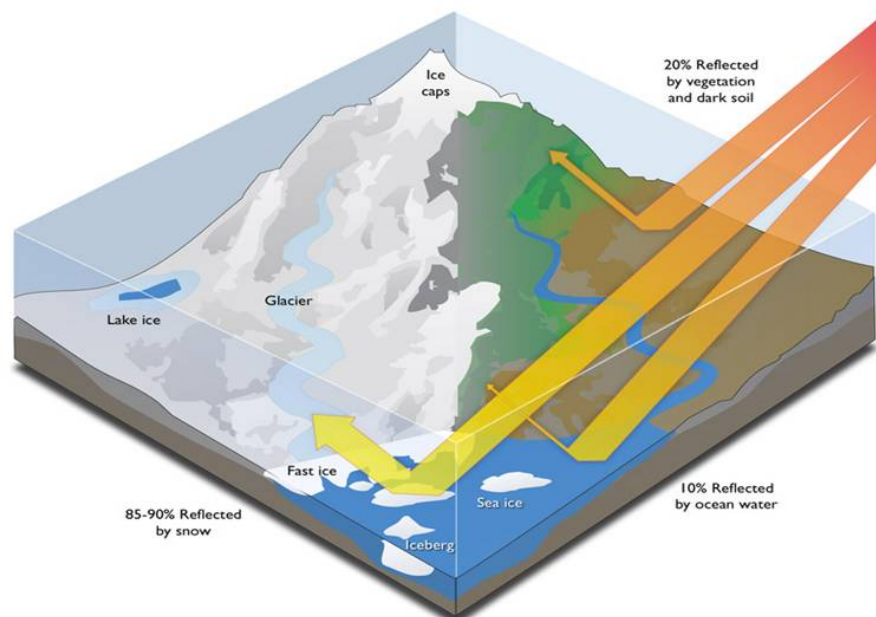 20% Reflected
by vegetation
and dark soil
Ice
caps
Glacier
Lake ice
Fast ice
Sea ice
85-90% Reflected
by snow
10% Reflected
by ocean water
Iceberg